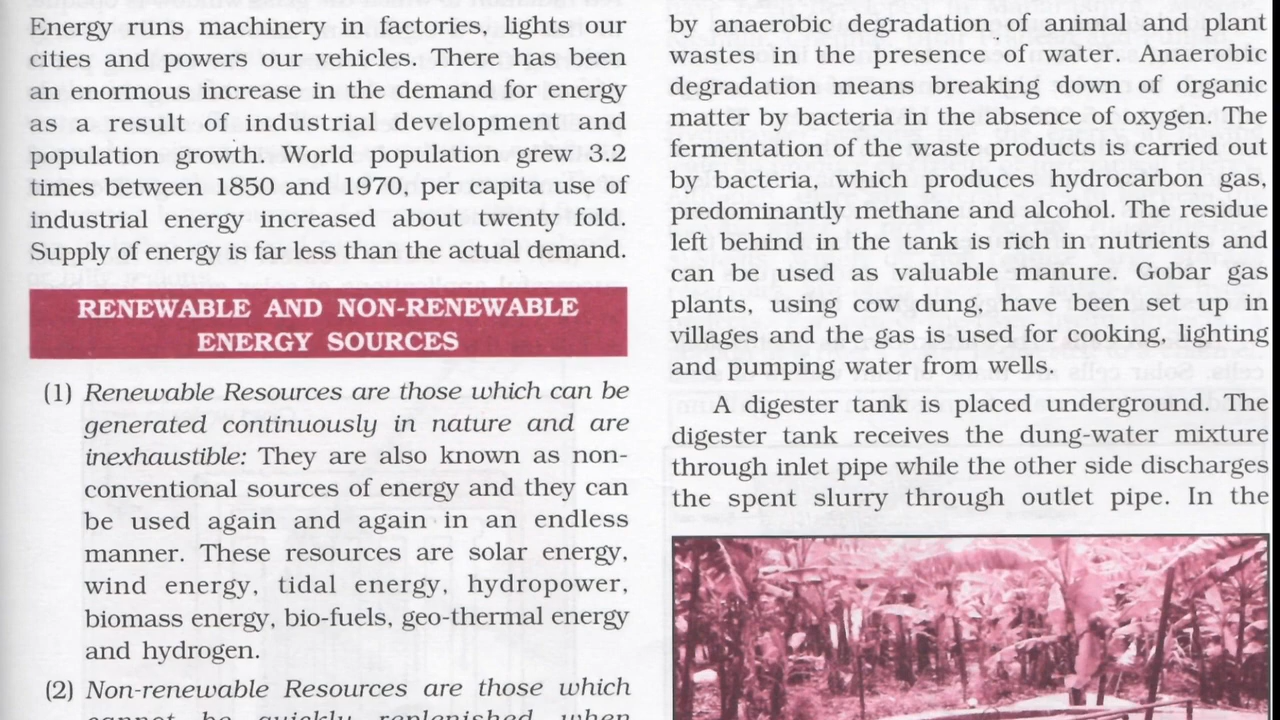 Energy runs machinery in factories, lights our
cities and powers our vehicles. There has been
an enormous increase in the demand for energy
as a result of industrial development and
population growth. World population grew 3.2
times between 1850 and 1970, per capita use of
industrial energy increased about twenty fold.
Supply of energy is far less than the actual demand.
RENEWABLE AND NON-RENEWABLE
ENERGY SOURCES
(1) Renewable Resources are those which can be
generated continuously in nature and are
inexhaustible: They are also known as non-
conventional sources of energy and they can
be used again and again in an endless
manner. These resources are solar energy,
wind energy, tidal energy, hydropower,
biomass energy, bio-fuels, geo-thermal energy
and hydrogen.
(2) Non-renewable Resources are those which
cannot be quickly replenished when
by anaerobic degradation of animal and plant
wastes in the presence of water. Anaerobic
degradation means breaking down of organic
matter by bacteria in the absence of oxygen. The
fermentation of the waste products is carried out
by bacteria, which produces hydrocarbon gas,
predominantly methane and alcohol. The residue
left behind in the tank is rich in nutrients and
can be used as valuable manure. Gobar gas
plants, using cow dung, have been set up in
villages and the gas is used for cooking, lighting
and pumping water from wells.
A digester tank is placed underground. The
digester tank receives the dung-water mixture
through inlet pipe while the other side discharges
the spent slurry through outlet pipe. In the